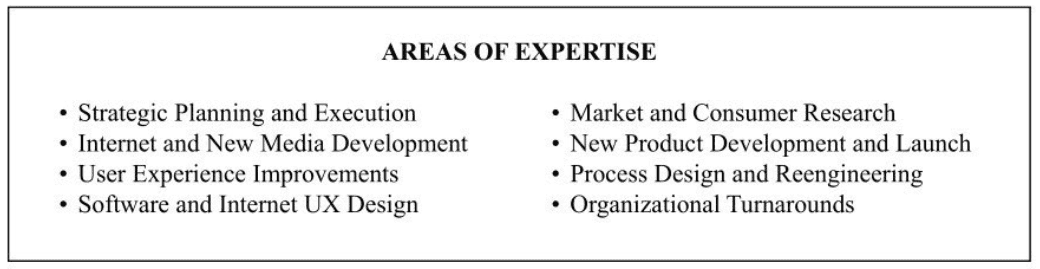 AREAS OF EXPERTISE
• Strategic Planning and Execution
• Internet and New Media Development
• User Experience Improvements
• Software and Internet UX Design
• Market and Consumer Research
• New Product Development and Launch
• Process Design and Reengineering
• Organizational Turnarounds